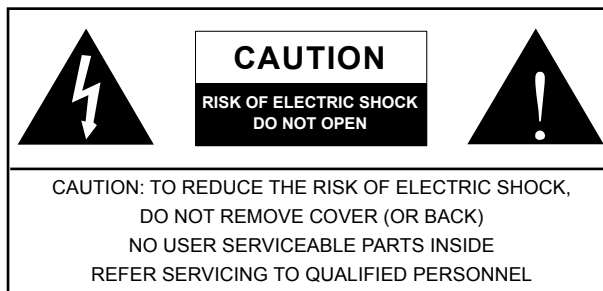 CAUTION
RISK OF ELECTRIC SHOCK
DO NOT OPEN
!
CAUTION: TO REDUCE THE RISK OF ELECTRIC SHOCK,
DO NOT REMOVE COVER (OR BACK)
NO USER SERVICEABLE PARTS INSIDE
REFER SERVICING TO QUALIFIED PERSONNEL